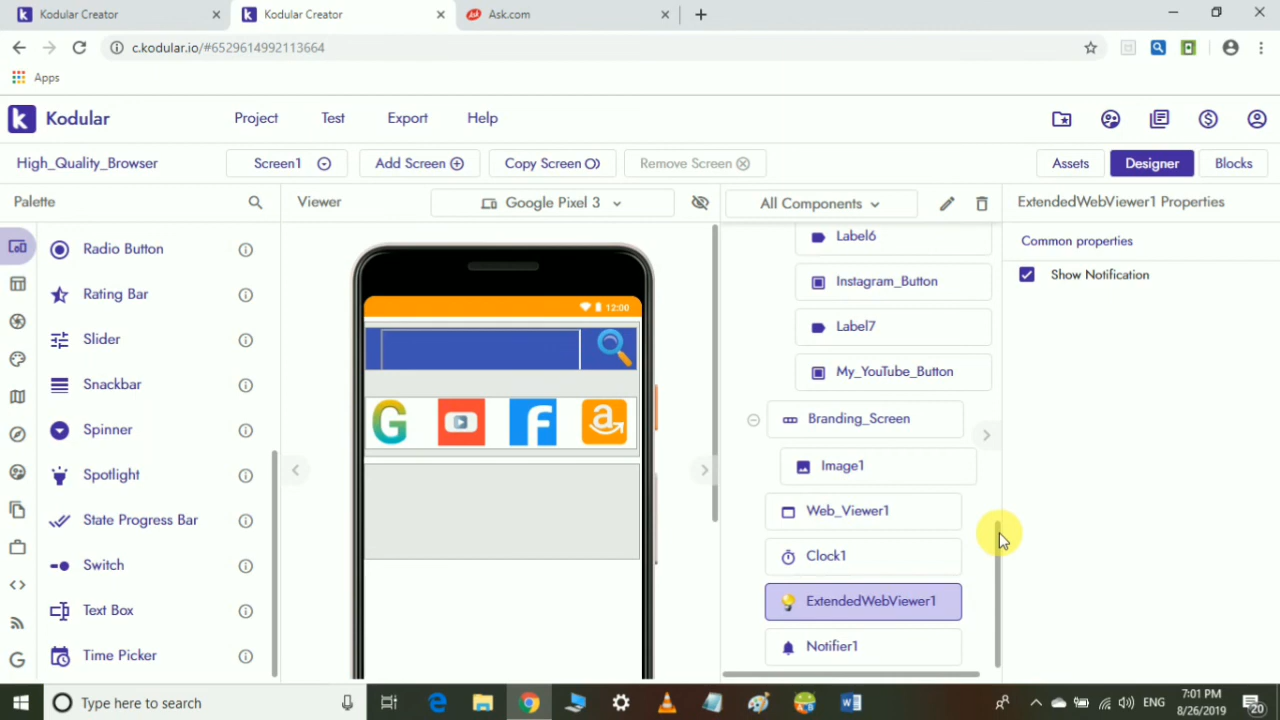 Kodular Creator
Kodular Creator
Ask.com
c.kodular.io/#6529614992113664
Apps
Kodular
Project
Test
Export
Help
High_Quality_Browser
Screen1
Add Screen
Copy Screen
Remove Screen
Assets
Designer
Blocks
Palette
Viewer
Google Pixel 3
All Components
ExtendedWebViewer1 Properties
Common properties
Show Notification
Radio Button
Rating Bar
Slider
Snackbar
Spinner
Spotlight
State Progress Bar
Switch
Text Box
Time Picker
12:00
Label6
Instagram_Button
Label7
My_YouTube_Button
Branding_Screen
Image1
Web_Viewer1
Clock1
ExtendedWebViewer1
Notifier1
Type here to search
ENG
7:01 PM
8/26/2019
20